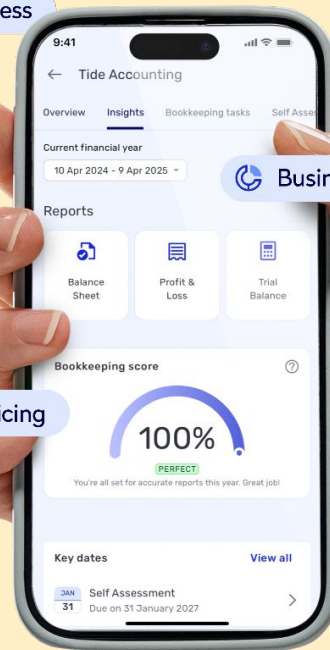 ess
9:41
Tide Accounting
Overview Insights Bookkeeping tasks Self Asses
Current financial year
10 Apr 2024 - 9 Apr 2025
Busin
Reports
Balance
Sheet
Profit &
Loss
Trial
Balance
Bookkeeping score
icing
100%
PERFECT
You're all set for accurate reports this year. Great job!
Key dates View all
JAN
31
Self Assessment
Due on 31 January 2027